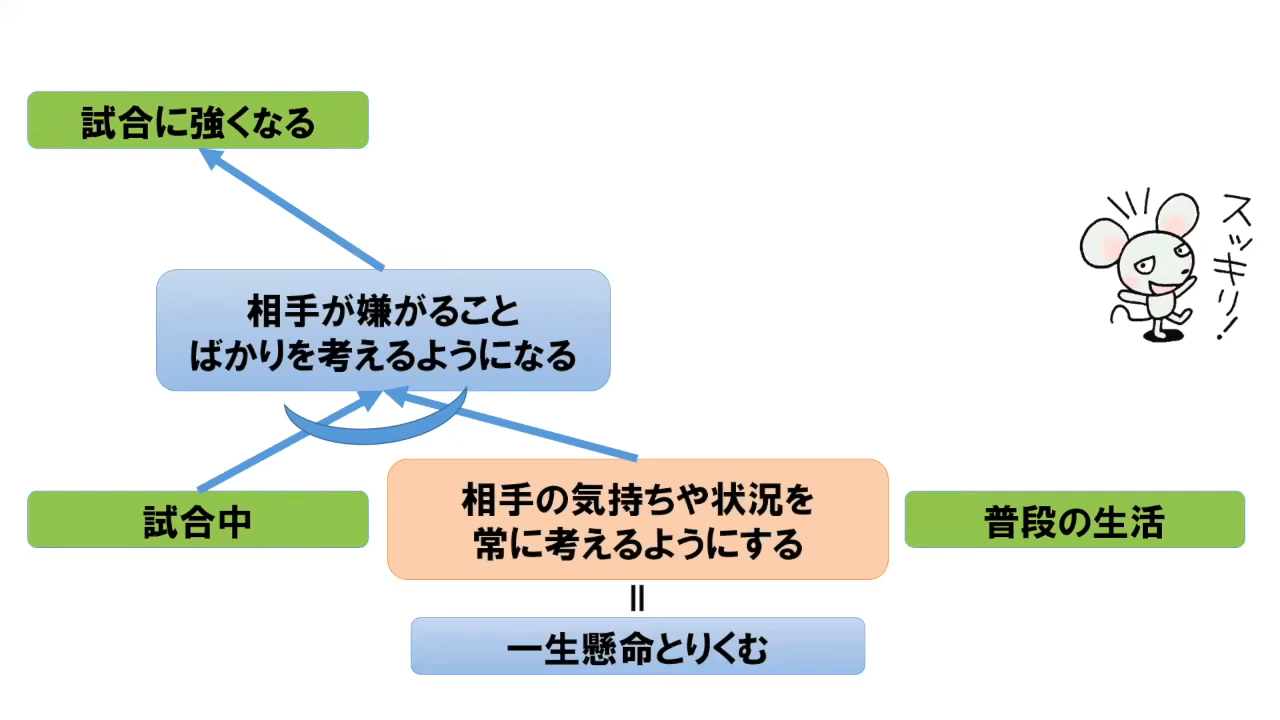 試合に強くなる
スッキリ!
相手が嫌がること
ばかりを考えるようになる
試合中
相手の気持ちや状況を
常に考えるようにする
普段の生活
=
一生懸命とりくむ